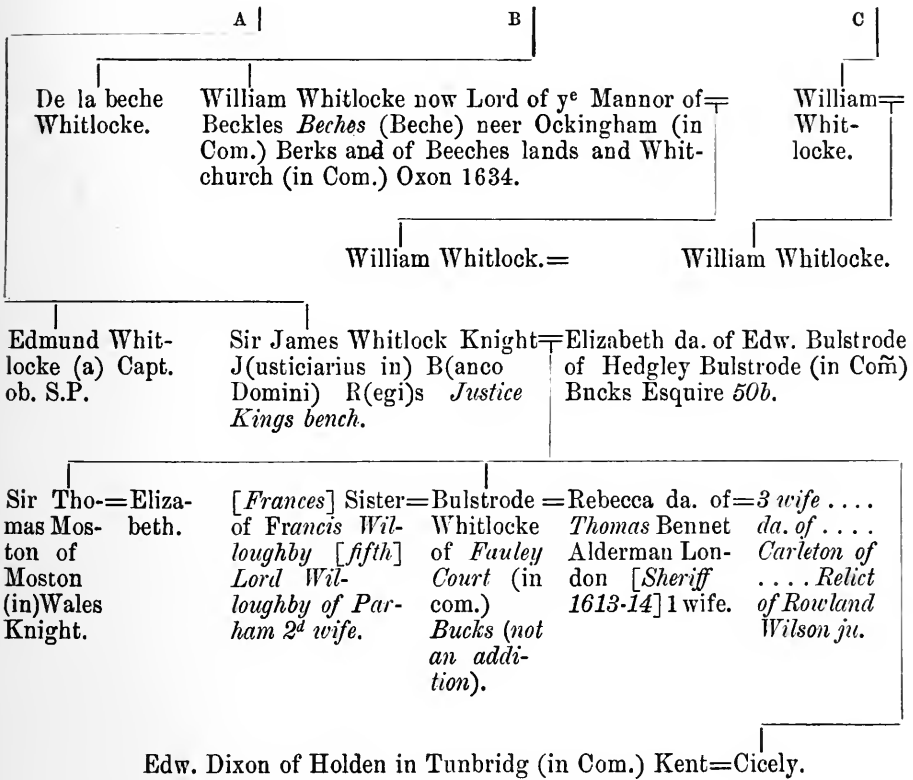 A B C
De la beche
Whitlocke.
William Whitlocke now Lord of yᵉ Mannor of=
Beckles Beches (Beche) neer Ockingham (in
Com.) Berks and of Beeches lands and Whit-
church (in Com.) Oxon 1634.
William=
Whit-
locke.
William Whitlock.=
William Whitlocke.
Edmund Whit-
locke (a) Capt.
ob. S.P.
Sir James Whitlock Knight=
J(usticiarius in) B(anco
Domini) R(egi)s Justice
Kings bench.
Elizabeth da. of Edw. Bulstrode
of Hedgley Bulstrode (in Com̃)
Bncks Esquire 50b.
Sir Tho-=
mas Mos-
ton of
Moston
(in)Wales
Knight.
Eliza-
beth.
[Frances] Sister=
of Francis Wil-
loughby [fifth]
Lord Wil-
loughby of Par-
ham 2ᵈ wife.
Bulstrode=
Whitlocke
of Fauley
Court (in
com.)
Bucks (not
an addi-
tion).
Rebecca da. of=
Thomas Bennet
Alderman Lon-
don [Sheriff
1613-14] 1 wife.
3 wife ....
da. of ....
Carleton of
.... Relict
of Rowland
Wilson ju.
Edw. Dixon of Holden in Tunbridg (in Com.) Kent=Cicely.